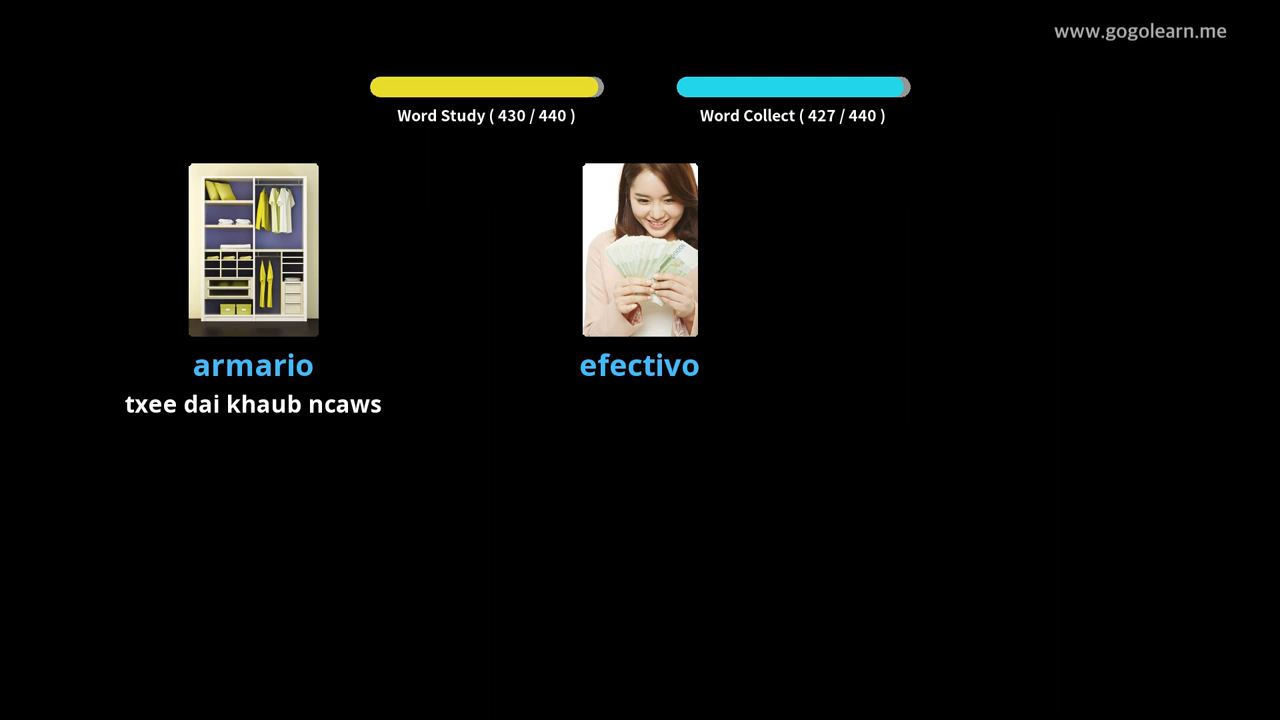 www.gogolearn.me
Word Study ( 430 / 440 )
Word Collect ( 427 / 440 )
armario
efectivo
txee dai khaub ncaws